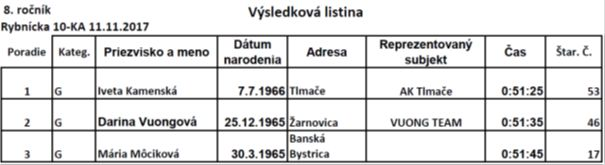 8. ročník
Výsledková listina
Rybnícka 10-KA 11.11.2017
Poradie Kateg. Priezvisko a meno Dátum narodenia Adresa Reprezentovaný subjekt Čas Štar. Č.
1 G Iveta Kamenská 7.7.1966 Tlmače AK Tlmače 0:51:25 53
2 G Darina Vuongová 25.12.1965 Žarnovica VUONG TEAM 0:51:35 46
3 G Mária Môciková 30.3.1965 Banská Bystrica 0:51:45 17